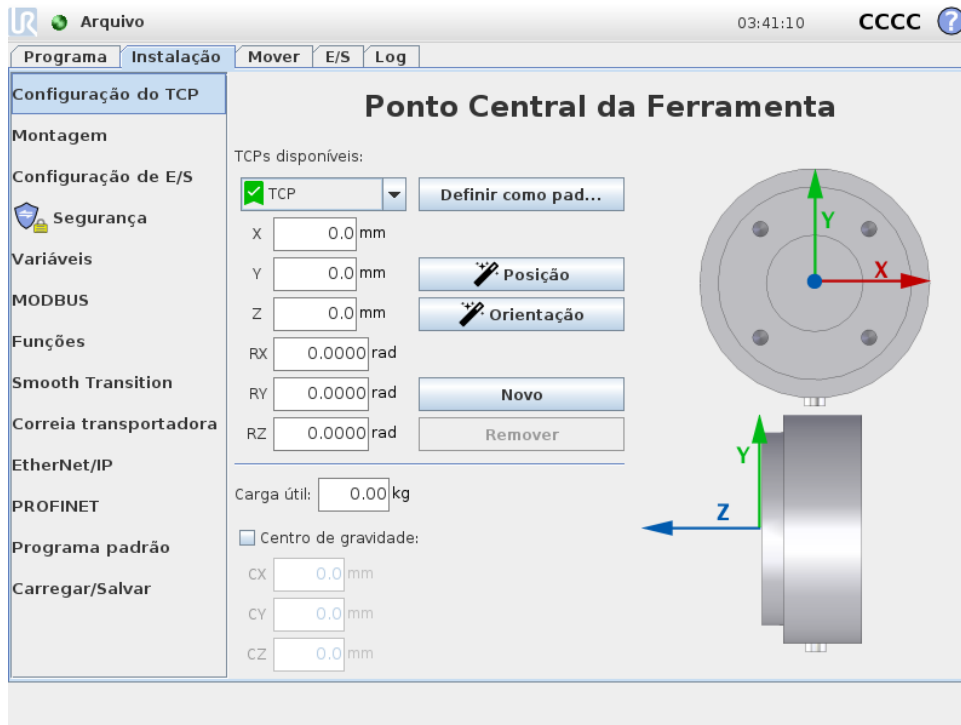 UR Arquivo 03:41:10 CCCC ?
Programa Instalação Mover E/S Log
Configuração do TCP
Montagem
Configuração de E/S
Segurança
Variáveis
MODBUS
Funções
Smooth Transition
Correia transportadora
EtherNet/IP
PROFINET
Programa padrão
Carregar/Salvar
Ponto Central da Ferramenta
TCPs disponíveis:
TCP Definir como pad...
X 0.0 mm
Y 0.0 mm Posição
Z 0.0 mm Orientação
RX 0.0000 rad
RY 0.0000 rad Novo
RZ 0.0000 rad Remover
Carga útil: 0.00 kg
Centro de gravidade:
CX 0.0 mm
CY 0.0 mm
CZ 0.0 mm
Y
X
Y
Z